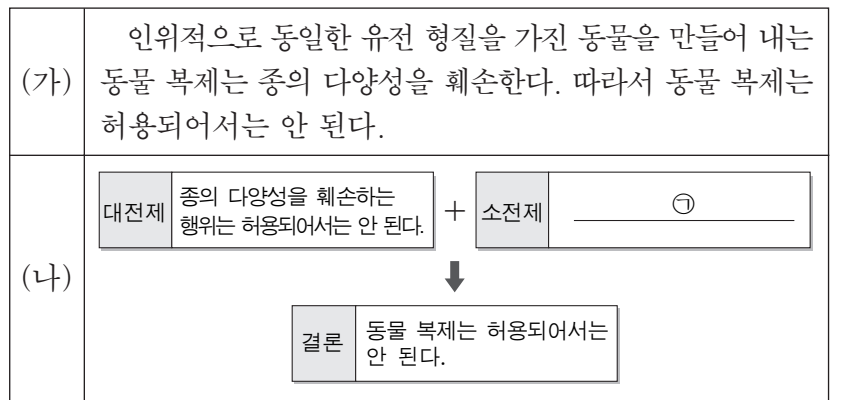 (가)
인위적으로 동일한 유전 형질을 가진 동물을 만들어 내는
동물 복제는 종의 다양성을 훼손한다. 따라서 동물 복제는
허용되어서는 안 된다.
(나)
대전제
종의 다양성을 훼손하는
행위는 허용되어서는 안 된다.
+
소전제
㉠
결론
동물 복제는 허용되어서는
안 된다.